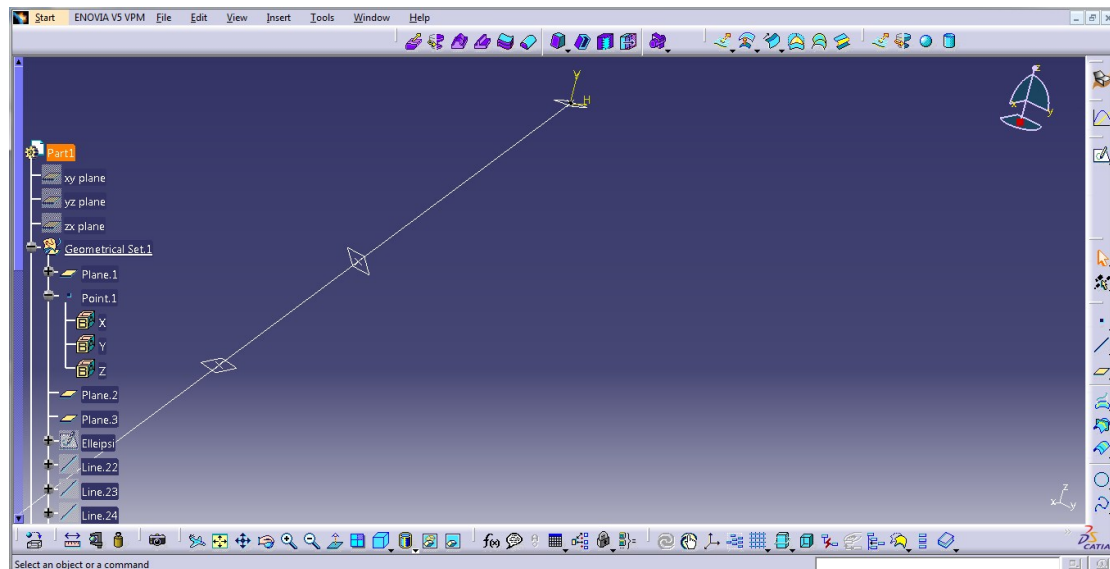 Start ENOVIA V5 VPM File Edit View Insert Tools Window Help
y
H
z
x
y
Part1
xy plane
yz plane
zx plane
Geometrical Set.1
Plane.1
Point.1
X
Y
Z
Plane.2
Plane.3
Elleipsi
Line.22
Line.23
Line.24
z
x
y
f(x)
CATIA
Select an object or a command